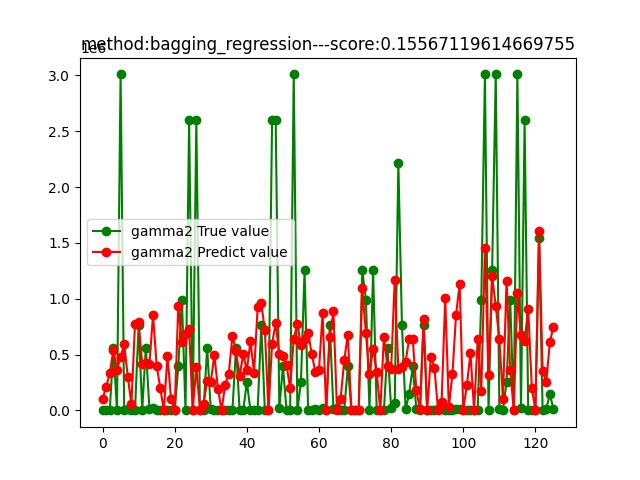 method:bagging_regression---score:0.15567119614669755
1e6
3.0
2.5
2.0
1.5
1.0
0.5
0.0
gamma2 True value
gamma2 Predict value
0 20 40 60 80 100 120